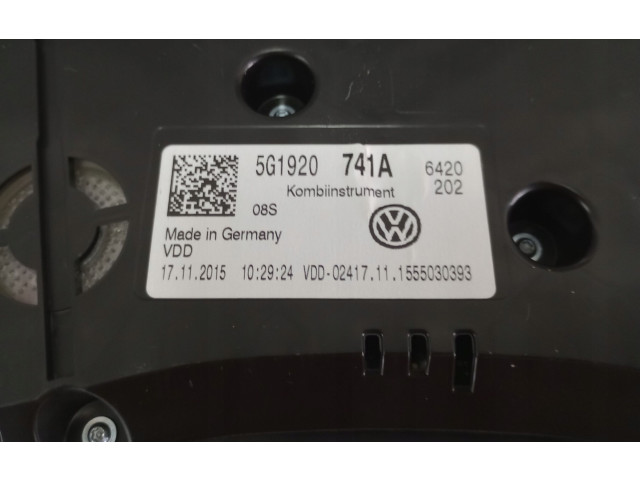 5G1920 741A 6420
Kombiinstrument 202
08S
Made in Germany
VDD
17.11.2015 10:29:24 VDD-02417.11.1555030393